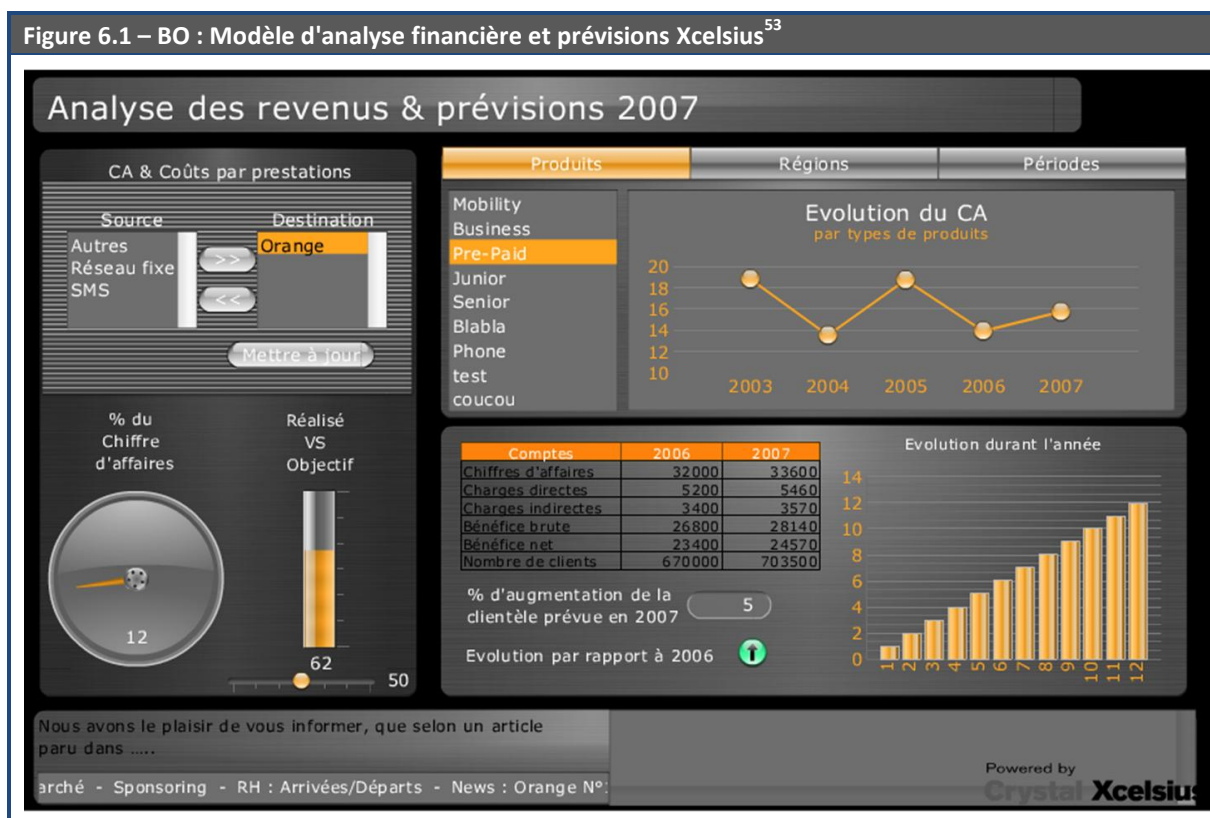 Figure 6.1 – BO : Modèle d'analyse financière et prévisions Xcelsius53
Analyse des revenus & prévisions 2007
CA & Coûts par prestations
Source
Destination
Autres
Réseau fixe
SMS
>>
<<
Orange
Mettre à jour
% du
Chiffre
d'affaires
12
Réalisé
VS
Objectif
62
50
Produits
Régions
Périodes
Mobility
Business
Pre-Paid
Junior
Senior
Blabla
Phone
test
coucou
Evolution du CA
par types de produits
20
18
16
14
12
10
2003 2004 2005 2006 2007
Comptes 2006 2007
Chiffres d'affaires 32000 33600
Charges directes 5200 5460
Charges indirectes 3400 3570
Bénéfice brute 26800 28140
Bénéfice net 23400 24570
Nombre de clients 670000 703500
% d'augmentation de la
clientèle prévue en 2007
5
Evolution par rapport à 2006
Evolution durant l'année
14
12
10
8
6
4
2
0
1 2 3 4 5 6 7 8 9 10 11 12
Nous avons le plaisir de vous informer, que selon un article
paru dans .....
arché - Sponsoring - RH : Arrivées/Départs - News : Orange N°
Powered by
Crystal Xcelsius